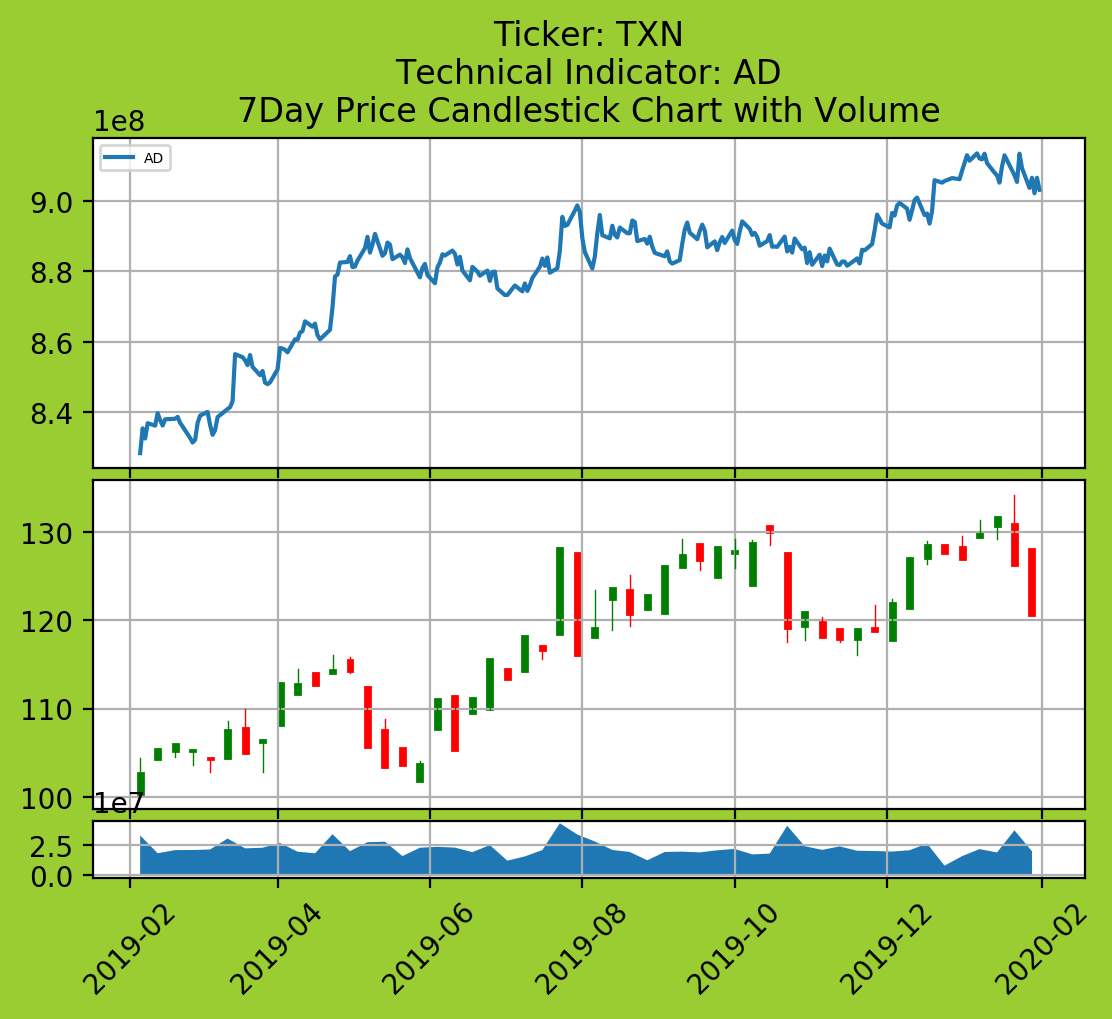 Ticker: TXN
Technical Indicator: AD
7Day Price Candlestick Chart with Volume
1e8
AD
9.0
8.8
8.6
8.4
130
120
110
100
1e7
2.5
0.0
2019-02
2019-04
2019-06
2019-08
2019-10
2019-12
2020-02